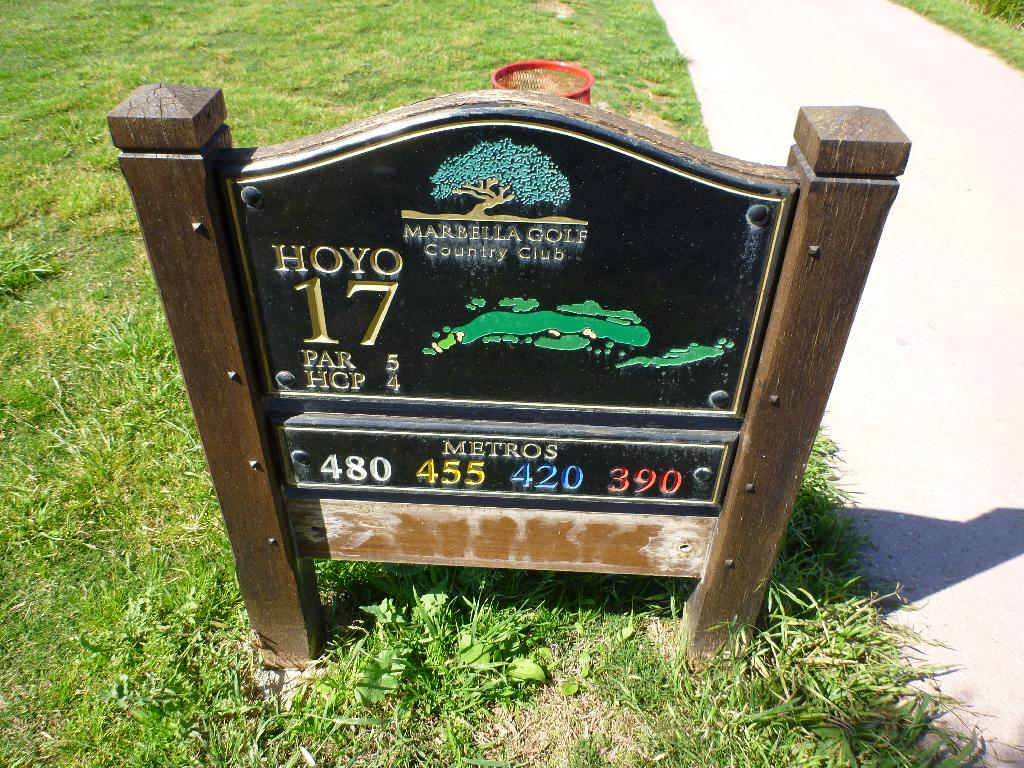 MARBELLA GOLF
Country Club
HOYO
17
PAR 5
HCP 4
METROS
480 455 420 390